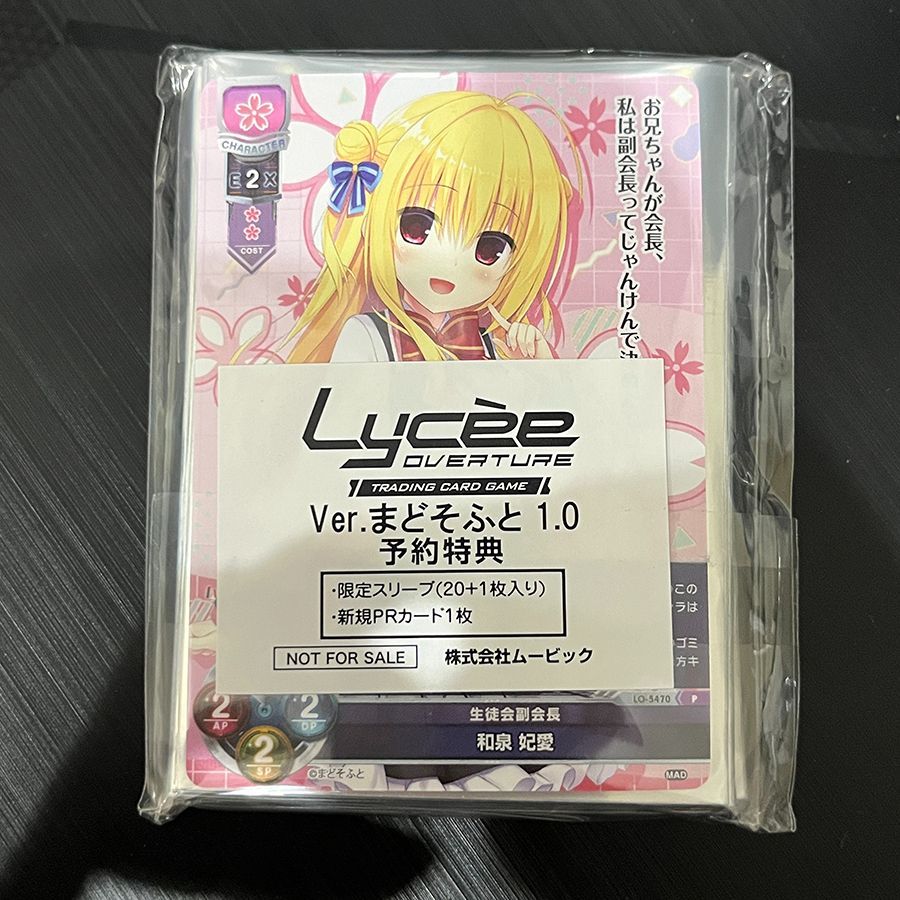 お兄ちゃんが会長、
私は副会長ってじゃんけんで決
CHARACTER
E 2 X
COST
Lycèe
OVERTURE
TRADING CARD GAME
Ver.まどそふと 1.0
予約特典
・限定スリーブ(20+1枚入り)
・新規PRカード1枚
NOT FOR SALE 株式会社ムービック
この
ラは
ゴミ
方キ
LO-5470 P
2 AP
2 DP
2 SP
生徒会副会長
和泉 妃愛
©まどそふと
MAD